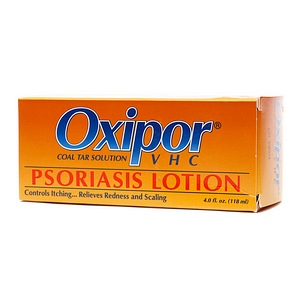 Oxipor®
COAL TAR SOLUTION VHC
PSORIASIS LOTION
Controls Itching... Relieves Redness and Scaling
4.0 fl. oz. (118 ml)